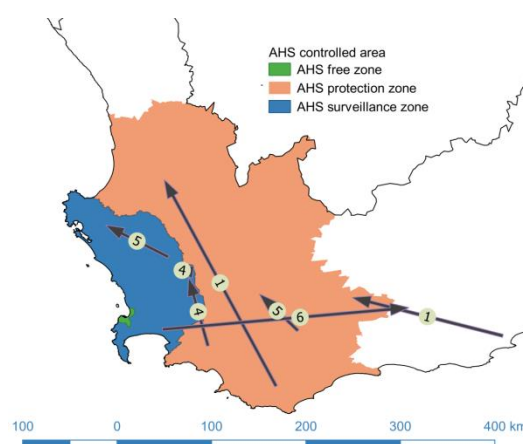 AHS controlled area
AHS free zone
AHS protection zone
AHS surveillance zone
5
4
1
4
5
6
1
100 0 100 200 300 400 km